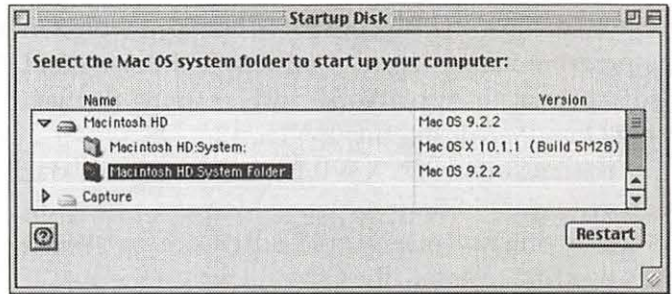 Startup Disk
Select the Mac OS system folder to start up your computer:
Name Version
Macintosh HD Mac OS 9.2.2
Macintosh HD:System: Mac OS X 10.1.1 (Build 5M28)
Macintosh HD:System Folder: Mac OS 9.2.2
Capture
?
Restart